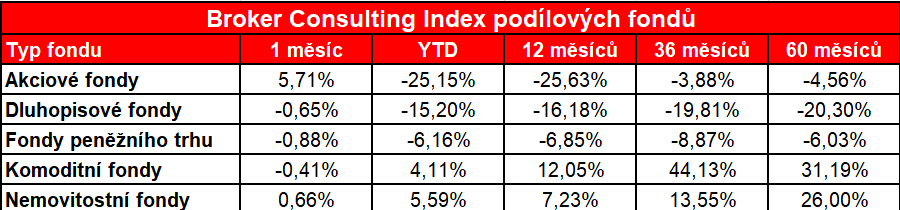 Broker Consulting Index podílových fondů
Typ fondu 1 měsíc YTD 12 měsíců 36 měsíců 60 měsíců
Akciové fondy 5,71% -25,15% -25,63% -3,88% -4,56%
Dluhopisové fondy -0,65% -15,20% -16,18% -19,81% -20,30%
Fondy peněžního trhu -0,88% -6,16% -6,85% -8,87% -6,03%
Komoditní fondy -0,41% 4,11% 12,05% 44,13% 31,19%
Nemovitostní fondy 0,66% 5,59% 7,23% 13,55% 26,00%